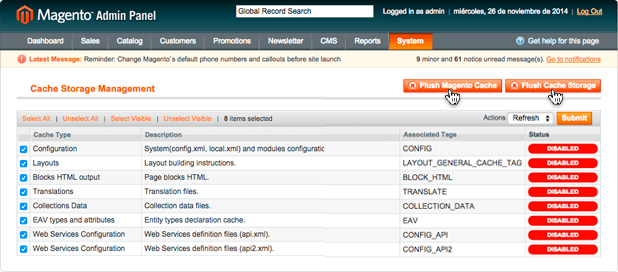 Magento® Admin Panel
Global Record Search
Logged in as admin | miércoles, 26 de noviembre de 2014 | Log Out
Dashboard Sales Catalog Customers Promotions Newsletter CMS Reports System Get help for this page
Latest Message: Reminder: Change Magento's default phone numbers and callouts before site launch 9 minor and 61 notice unread message(s). Go to notifications
Cache Storage Management Flush Magento Cache Flush Cache Storage
Select All | Unselect All | Select Visible | Unselect Visible | 8 items selected Actions Refresh Submit
Cache Type Description Associated Tags Status
Configuration System(config.xml, local.xml) and modules configuratic CONFIG DISABLED
Layouts Layout building instructions. LAYOUT_GENERAL_CACHE_TAG DISABLED
Blocks HTML output Page blocks HTML. BLOCK_HTML DISABLED
Translations Translation files. TRANSLATE DISABLED
Collections Data Collection data files. COLLECTION_DATA DISABLED
EAV types and attributes Entity types declaration cache. EAV DISABLED
Web Services Configuration Web Services definition files (api.xml). CONFIG_API DISABLED
Web Services Configuration Web Services definition files (api2.xml). CONFIG_API2 DISABLED